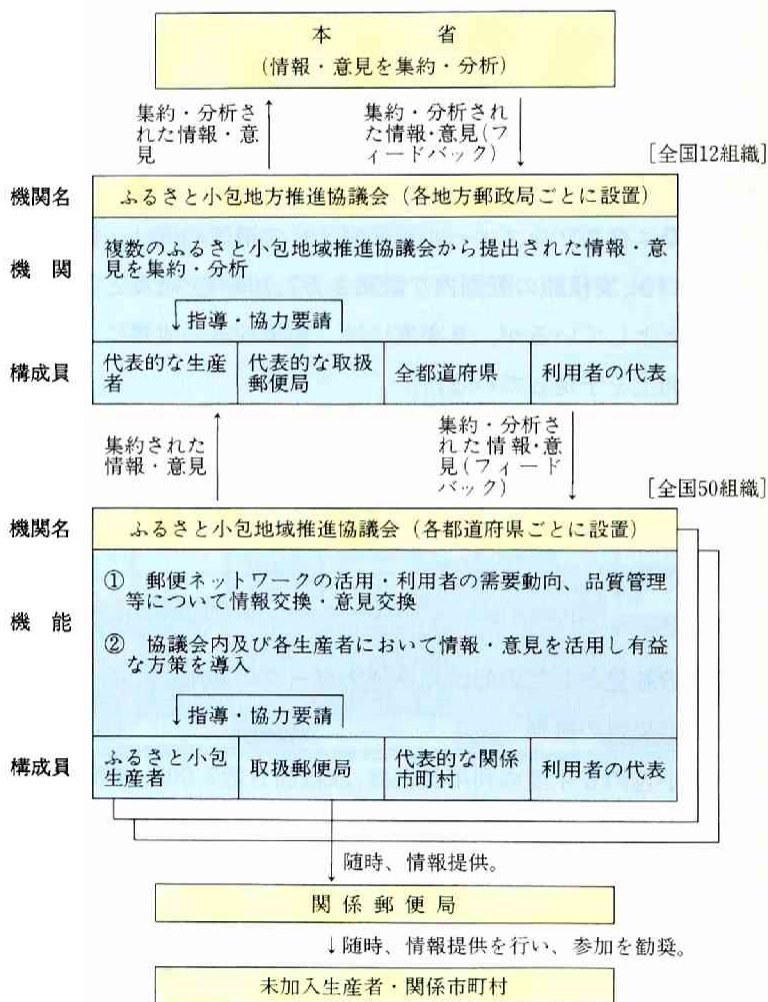 本省
(情報・意見を集約・分析)
集約・分析さ
れた情報・意
見
集約・分析され
た情報・意見(フ
ィードバック)
[全国12組織]
機関名
ふるさと小包地方推進協議会(各地方郵政局ごとに設置)
機関
複数のふるさと小包地域推進協議会から提出された情報・意
見を集約・分析
指導・協力要請
構成員
代表的な生産
者
代表的な取扱
郵便局
全都道府県
利用者の代表
集約された
情報・意見
集約・分析さ
れた情報・意
見(フィード
バック)
[全国50組織]
機関名
ふるさと小包地域推進協議会(各都道府県ごとに設置)
機能
① 郵便ネットワークの活用・利用者の需要動向、品質管理
等について情報交換・意見交換
② 協議会内及び各生産者において情報・意見を活用し有益
な方策を導入
指導・協力要請
構成員
ふるさと小包
生産者
取扱郵便局
代表的な関係
市町村
利用者の代表
随時、情報提供。
関係郵便局
随時、情報提供を行い、参加を勧奨。
未加入生産者・関係市町村